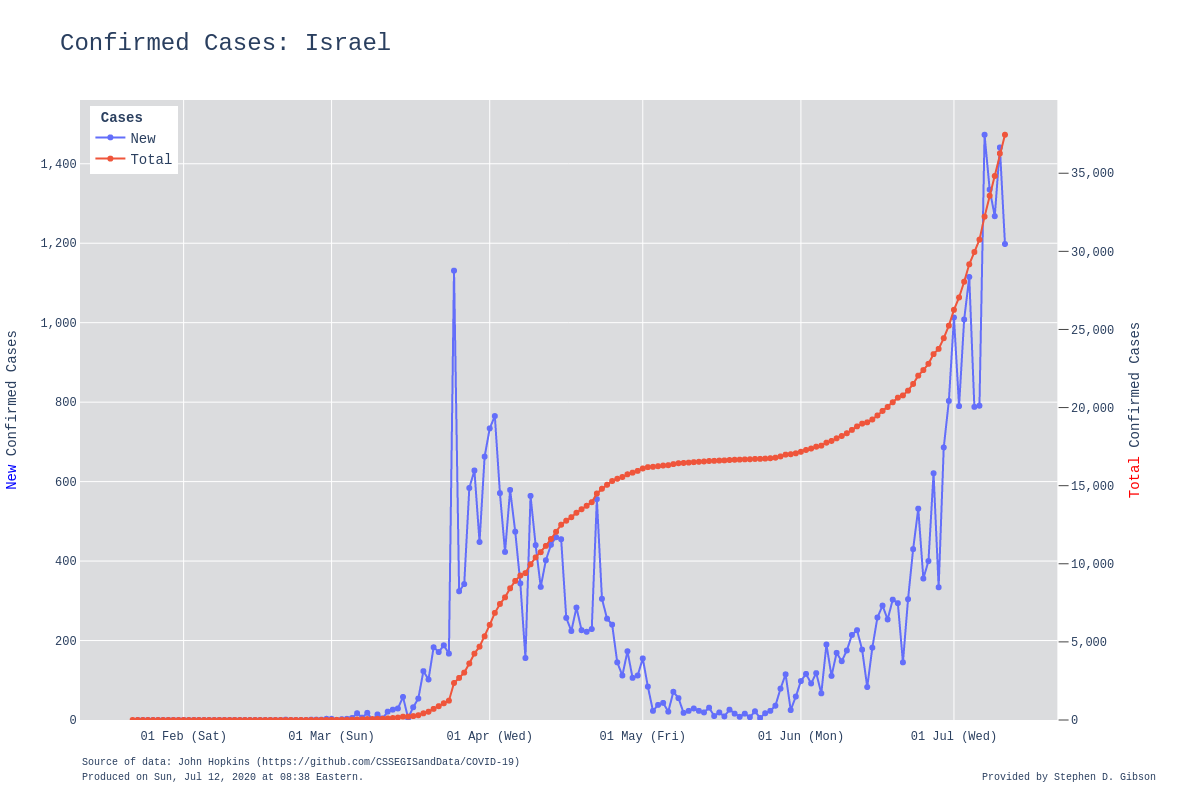 Confirmed Cases: Israel
Cases
New
Total
1,400
1,200
1,000
800
600
400
200
0
New Confirmed Cases
35,000
30,000
25,000
20,000
15,000
10,000
5,000
0
Total Confirmed Cases
01 Feb (Sat) 01 Mar (Sun) 01 Apr (Wed) 01 May (Fri) 01 Jun (Mon) 01 Jul (Wed)
Source of data: John Hopkins (https://github.com/CSSEGISandData/COVID-19)
Produced on Sun, Jul 12, 2020 at 08:38 Eastern.
Provided by Stephen D. Gibson